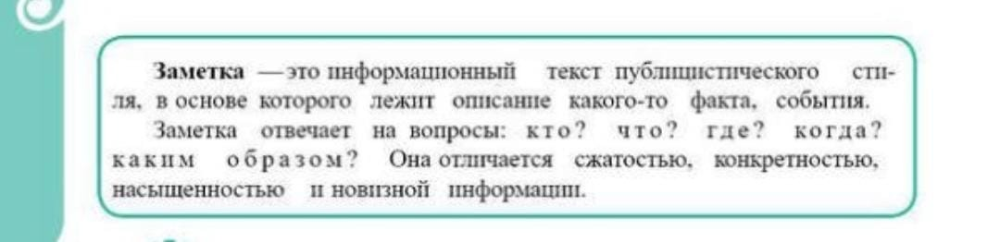 Заметка — это информационный текст публицистического сти-
ля, в основе которого лежит описание какого-то факта, события.
Заметка отвечает на вопросы: кто? что? где? когда?
каким образом? Она отличается сжатостью, конкретностью,
насыщенностью и новизной информации.